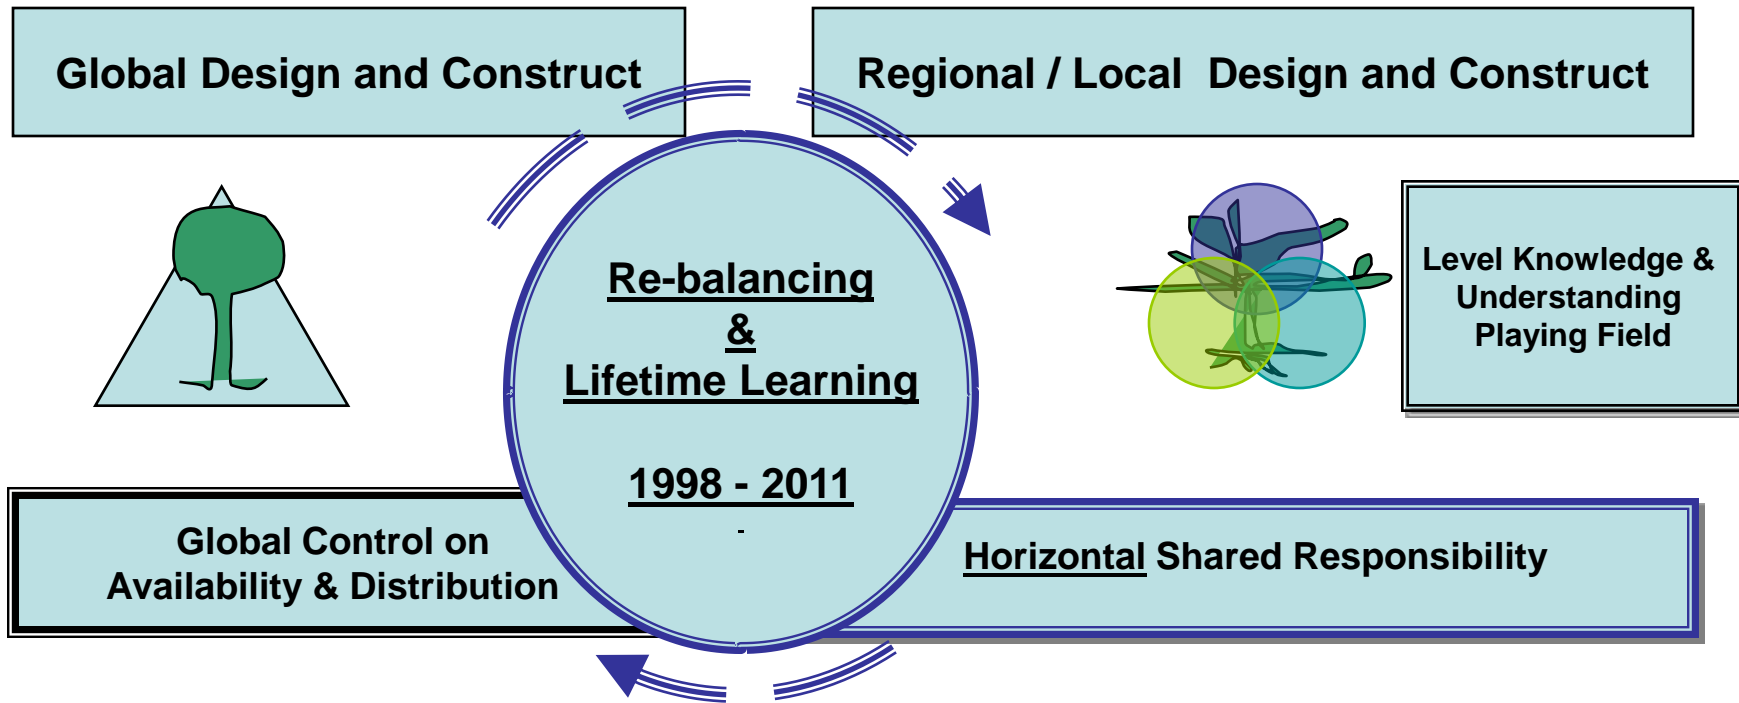 Global Design and Construct
Regional / Local Design and Construct
Re-balancing
&
Lifetime Learning
1998 - 2011
-
Level Knowledge &
Understanding
Playing Field
Global Control on
Availability & Distribution
Horizontal Shared Responsibility